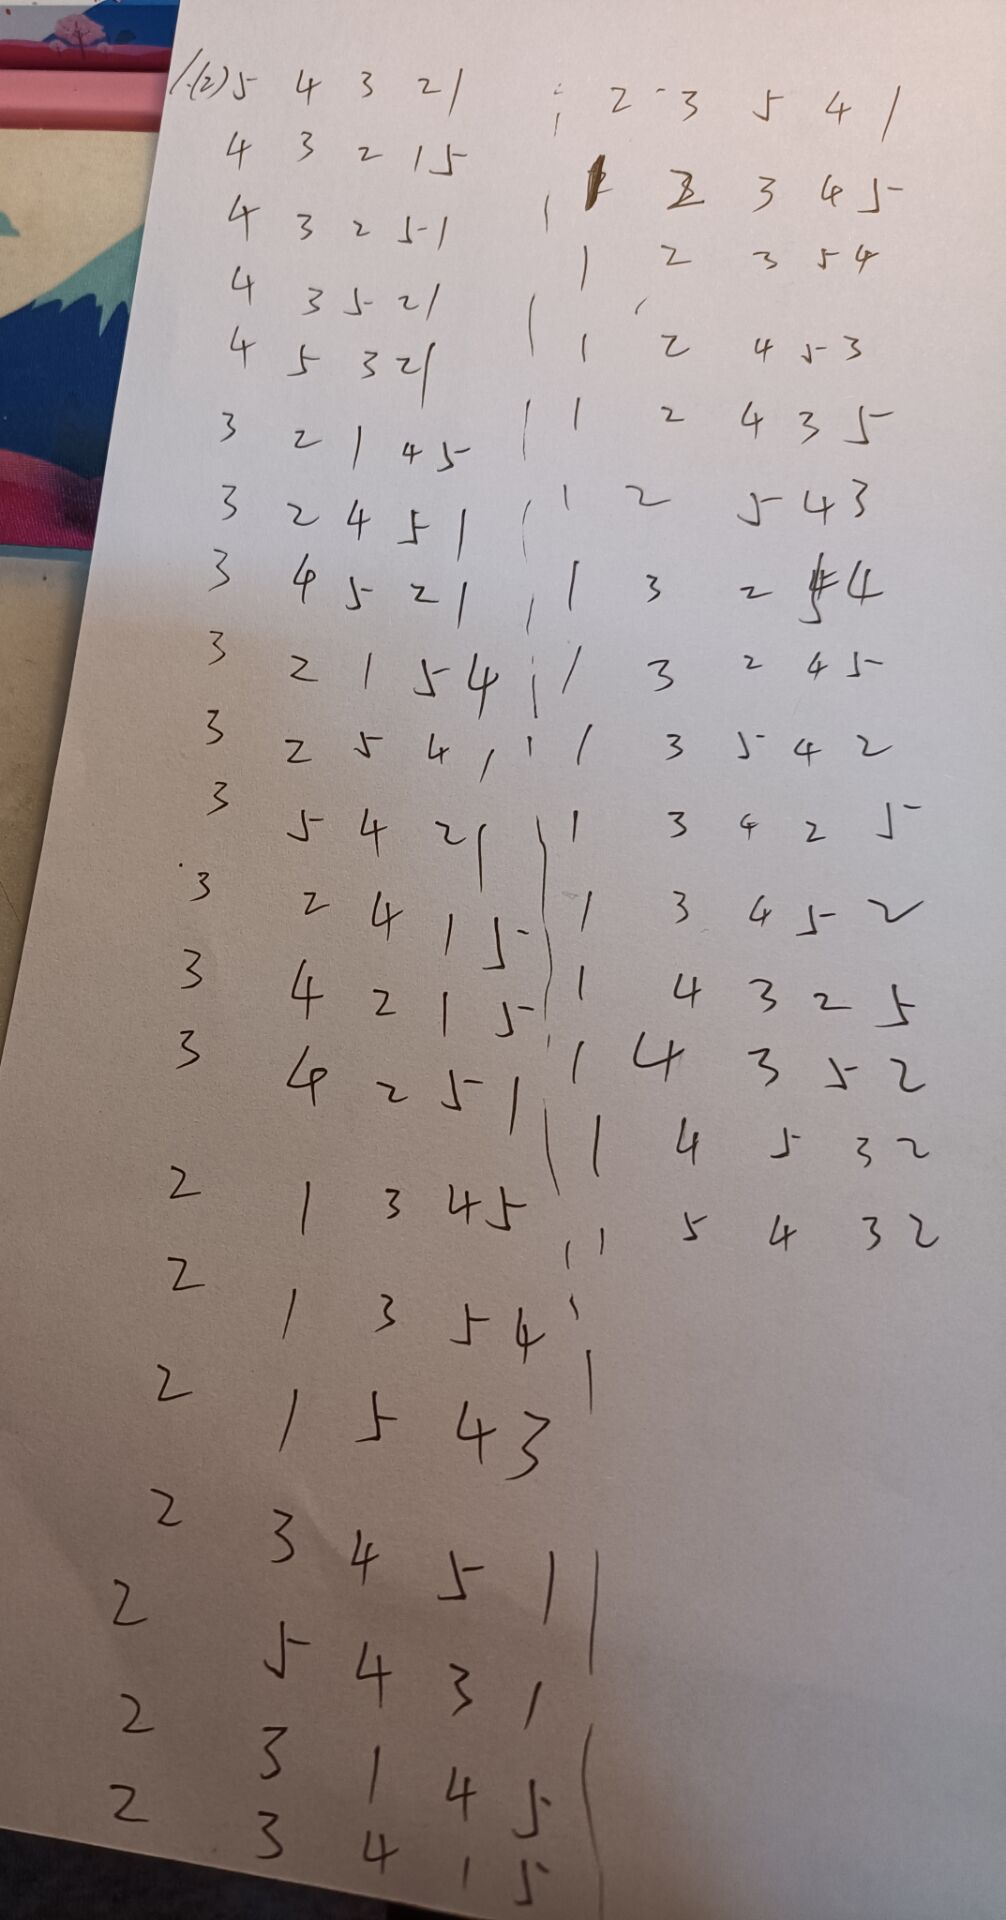 1.(2) 5 4 3 2 1
4 3 2 1 5
4 3 2 5 1
4 3 5 2 1
4 5 3 2 1
3 2 1 4 5
3 2 4 5 1
3 4 5 2 1
3 2 1 5 4
3 2 5 4 1
3 5 4 2 1
3 2 4 1 5
3 4 2 1 5
3 4 2 5 1
2 1 3 4 5
2 1 3 5 4
2 1 5 4 3
2 3 4 5 1
2 5 4 3 1
2 3 1 4 5
2 3 4 1 5
2 3 5 4 1
1 2 3 4 5
1 2 3 5 4
1 2 4 5 3
1 2 4 3 5
1 2 5 4 3
1 3 2 5 4
1 3 2 4 5
1 3 5 4 2
1 3 4 2 5
1 3 4 5 2
1 4 3 2 5
1 4 3 5 2
1 4 5 3 2
1 5 4 3 2